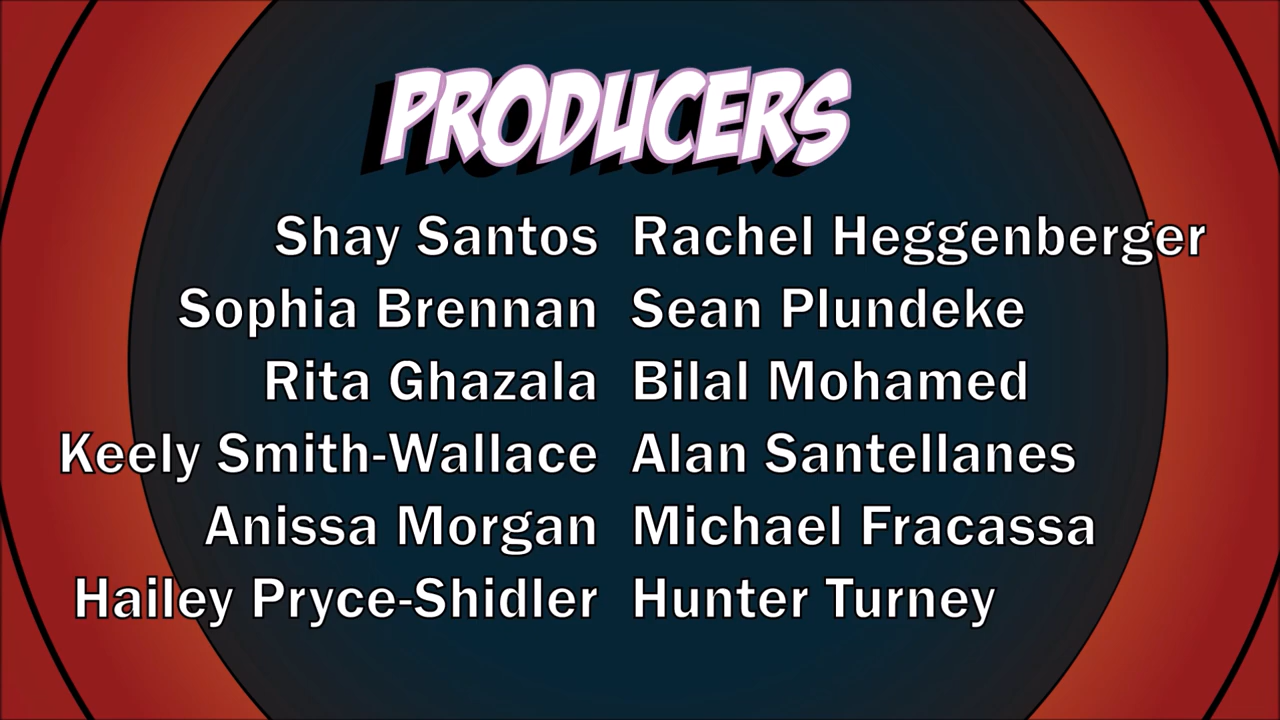 PRODUCERS
Shay Santos Rachel Heggenberger
Sophia Brennan Sean Plundeke
Rita Ghazala Bilal Mohamed
Keely Smith-Wallace Alan Santellanes
Anissa Morgan Michael Fracassa
Hailey Pryce-Shidler Hunter Turney